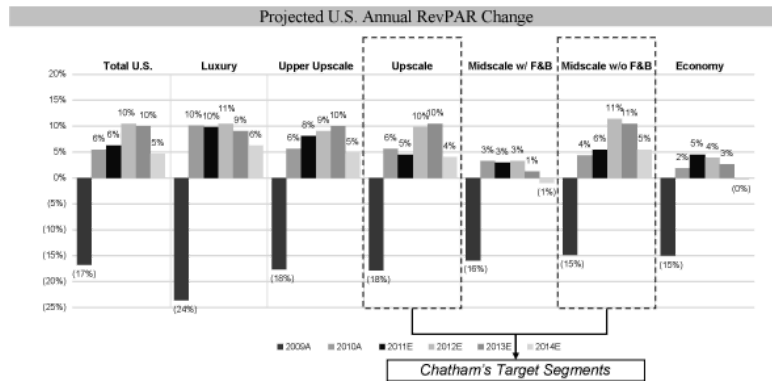 Projected U.S. Annual RevPAR Change
Total U.S. Luxury Upper Upscale Upscale Midscale w/ F&B Midscale w/o F&B Economy
20%
15%
10%
5%
0%
(5%)
(10%)
(15%)
(20%)
(25%)
(17%) 6% 6% 10% 10% 5%
(24%) 10% 10% 11% 9% 6%
(18%) 6% 8% 9% 10% 5%
(18%) 6% 5% 10% 10% 4%
(16%) 3% 3% 3% 1% (1%)
(15%) 4% 6% 11% 11% 5%
(15%) 2% 5% 4% 3% (0%)
2009A 2010A 2011E 2012E 2013E 2014E
Chatham's Target Segments